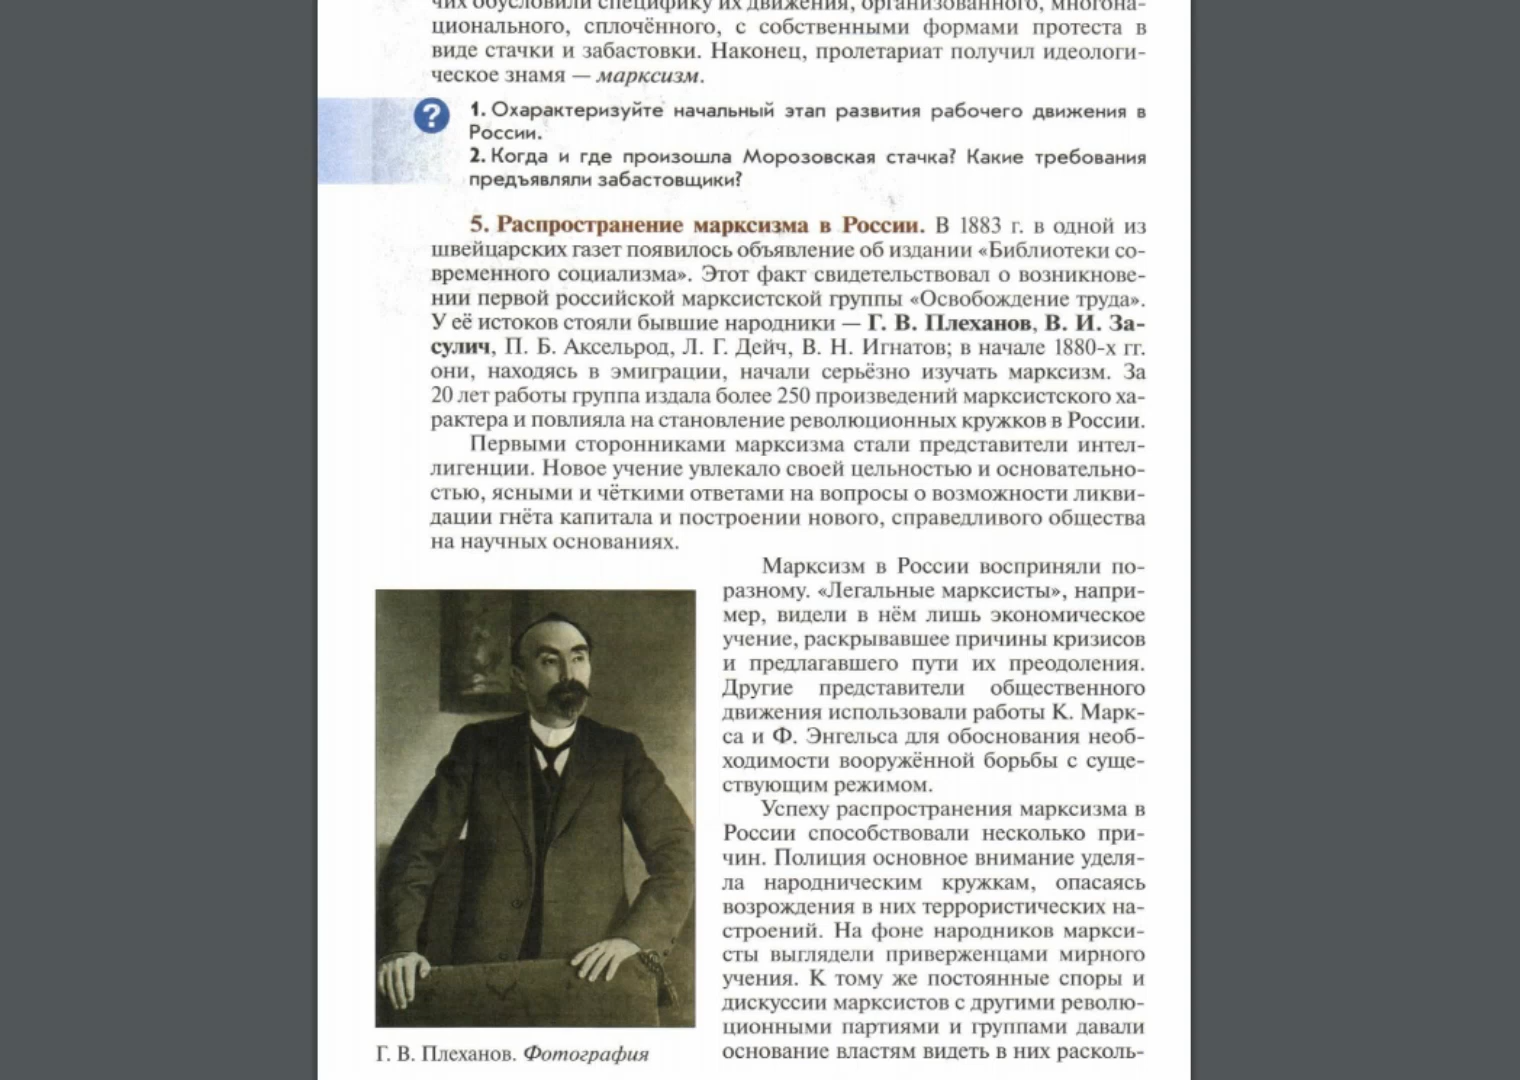 чих обусловили специфику их движения, организованного, многона-
ционального, сплочённого, с собственными формами протеста в
виде стачки и забастовки. Наконец, пролетариат получил идеологи-
ческое знамя — марксизм.
?
1. Охарактеризуйте начальный этап развития рабочего движения в
России.
2. Когда и где произошла Морозовская стачка? Какие требования
предъявляли забастовщики?
5. Распространение марксизма в России. В 1883 г. в одной из
швейцарских газет появилось объявление об издании «Библиотеки со-
временного социализма». Этот факт свидетельствовал о возникнове-
нии первой российской марксистской группы «Освобождение труда».
У её истоков стояли бывшие народники — Г. В. Плеханов, В. И. За-
сулич, П. Б. Аксельрод, Л. Г. Дейч, В. Н. Игнатов; в начале 1880-х гг.
они, находясь в эмиграции, начали серьёзно изучать марксизм. За
20 лет работы группа издала более 250 произведений марксистского ха-
рактера и повлияла на становление революционных кружков в России.
Первыми сторонниками марксизма стали представители интел-
лигенции. Новое учение увлекало своей цельностью и основательно-
стью, ясными и чёткими ответами на вопросы о возможности ликви-
дации гнёта капитала и построении нового, справедливого общества
на научных основаниях.
Марксизм в России восприняли по-
разному. «Легальные марксисты», напри-
мер, видели в нём лишь экономическое
учение, раскрывавшее причины кризисов
и предлагавшего пути их преодоления.
Другие представители общественного
движения использовали работы К. Марк-
са и Ф. Энгельса для обоснования необ-
ходимости вооружённой борьбы с суще-
ствующим режимом.
Успеху распространения марксизма в
России способствовали несколько при-
чин. Полиция основное внимание уделя-
ла народническим кружкам, опасаясь
возрождения в них террористических на-
строений. На фоне народников маркси-
сты выглядели приверженцами мирного
учения. К тому же постоянные споры и
дискуссии марксистов с другими револю-
ционными партиями и группами давали
основание властям видеть в них расколь-
Г. В. Плеханов. Фотография